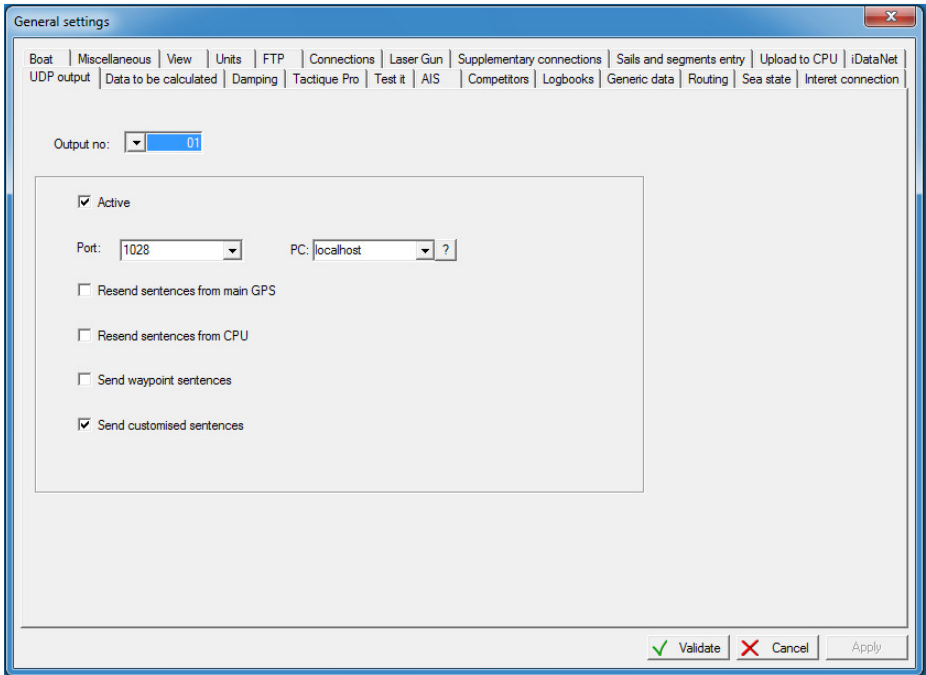 General settings
Boat Miscellaneous View Units FTP Connections Laser Gun Supplementary connections Sails and segments entry Upload to CPU iDataNet
UDP output Data to be calculated Damping Tactique Pro Test it AIS Competitors Logbooks Generic data Routing Sea state Interet connection
Output no: 01
Active
Port: 1028 PC: localhost ?
Resend sentences from main GPS
Resend sentences from CPU
Send waypoint sentences
Send customised sentences
Validate Cancel Apply